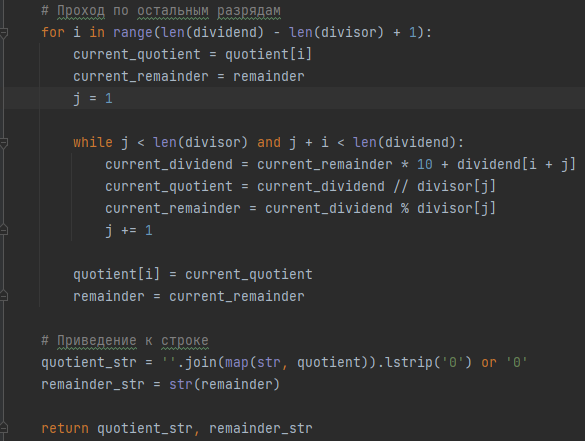 # Проход по остальным разрядам
for i in range(len(dividend) - len(divisor) + 1):
    current_quotient = quotient[i]
    current_remainder = remainder
    j = 1
    while j < len(divisor) and j + i < len(dividend):
        current_dividend = current_remainder * 10 + dividend[i + j]
        current_quotient = current_dividend // divisor[j]
        current_remainder = current_dividend % divisor[j]
        j += 1
    quotient[i] = current_quotient
    remainder = current_remainder
# Приведение к строке
quotient_str = ''.join(map(str, quotient)).lstrip('0') or '0'
remainder_str = str(remainder)
return quotient_str, remainder_str